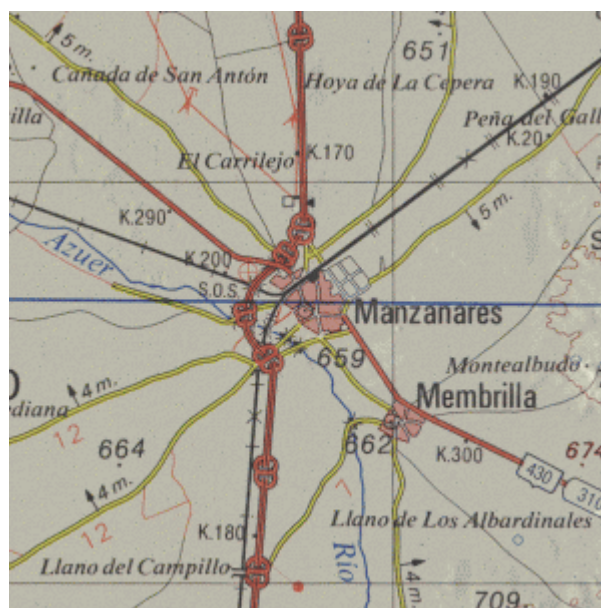 5 m.
651
Cañada de San Antón
Hoya de La Cepera
K.190
illa
Peña del Gall
K.20
El Carrilejo
K.170
K.290
5 m.
Azuer
K.200
S
S.O.S.
Manzanares
659
Montealbudo
4 m.
Membrilla
ediana
12
664
662
K.300
674
430
310
4 m.
7
12
K.180
Llano de Los Albardinales
Río
Llano del Campillo
4 m.
709